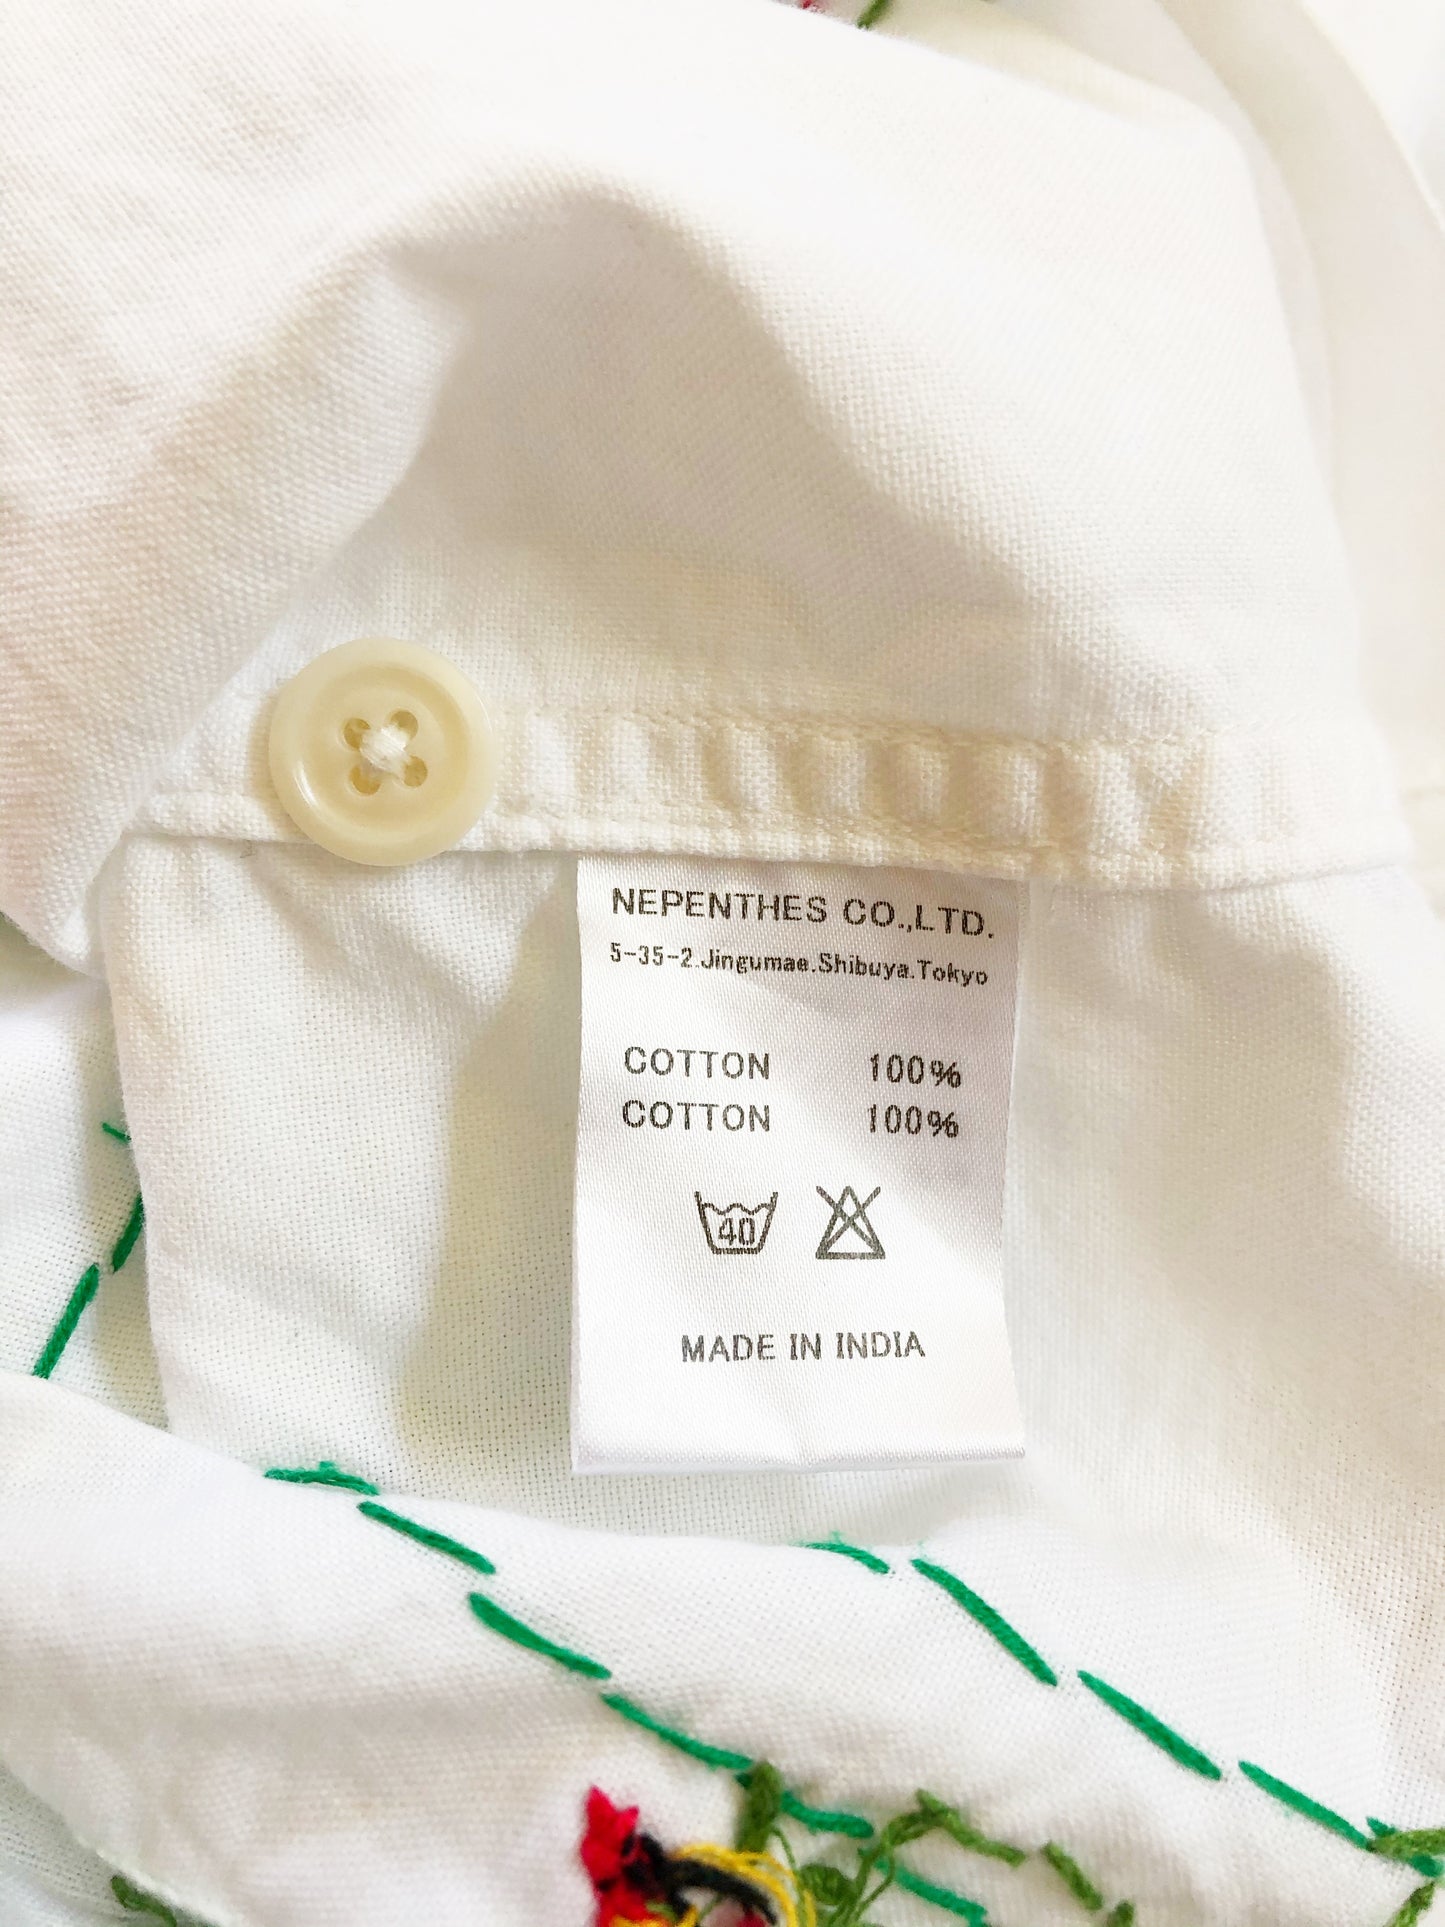 NEPENTHES CO.,LTD.
5-35-2.Jingumae.Shibuya.Tokyo
COTTON 100%
COTTON 100%
40
MADE IN INDIA